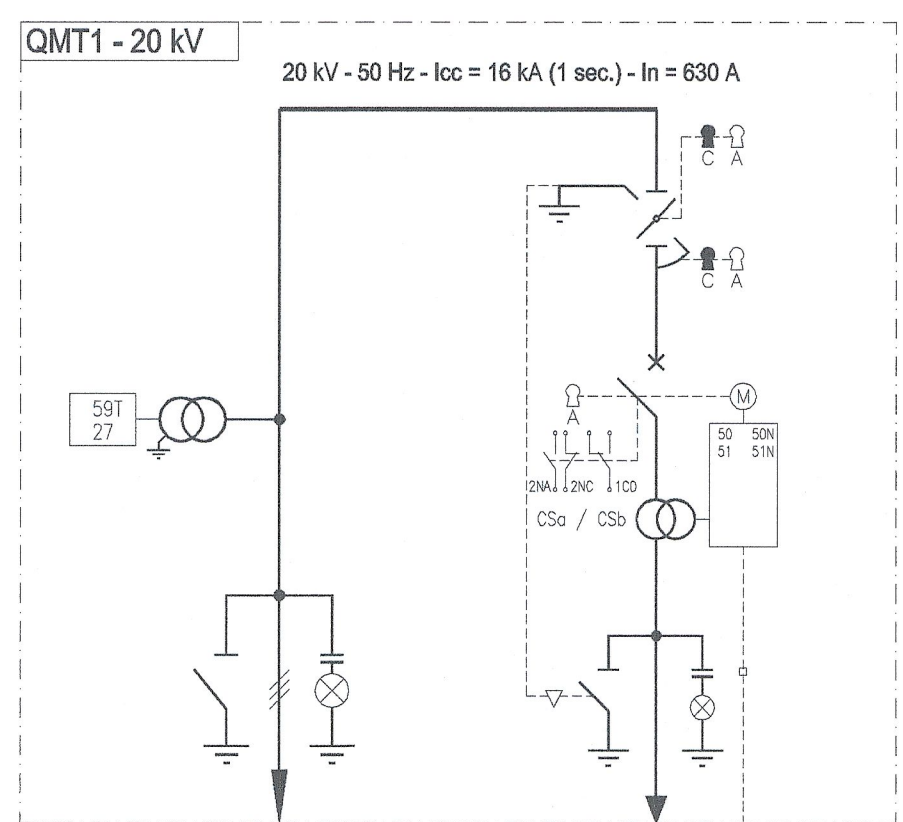 QMT1 - 20 kV
20 kV - 50 Hz - Icc = 16 kA (1 sec.) - In = 630 A
C A
C A
A
M
59T
27
50 50N
51 51N
2NA 2NC 1CO
CSa / CSb